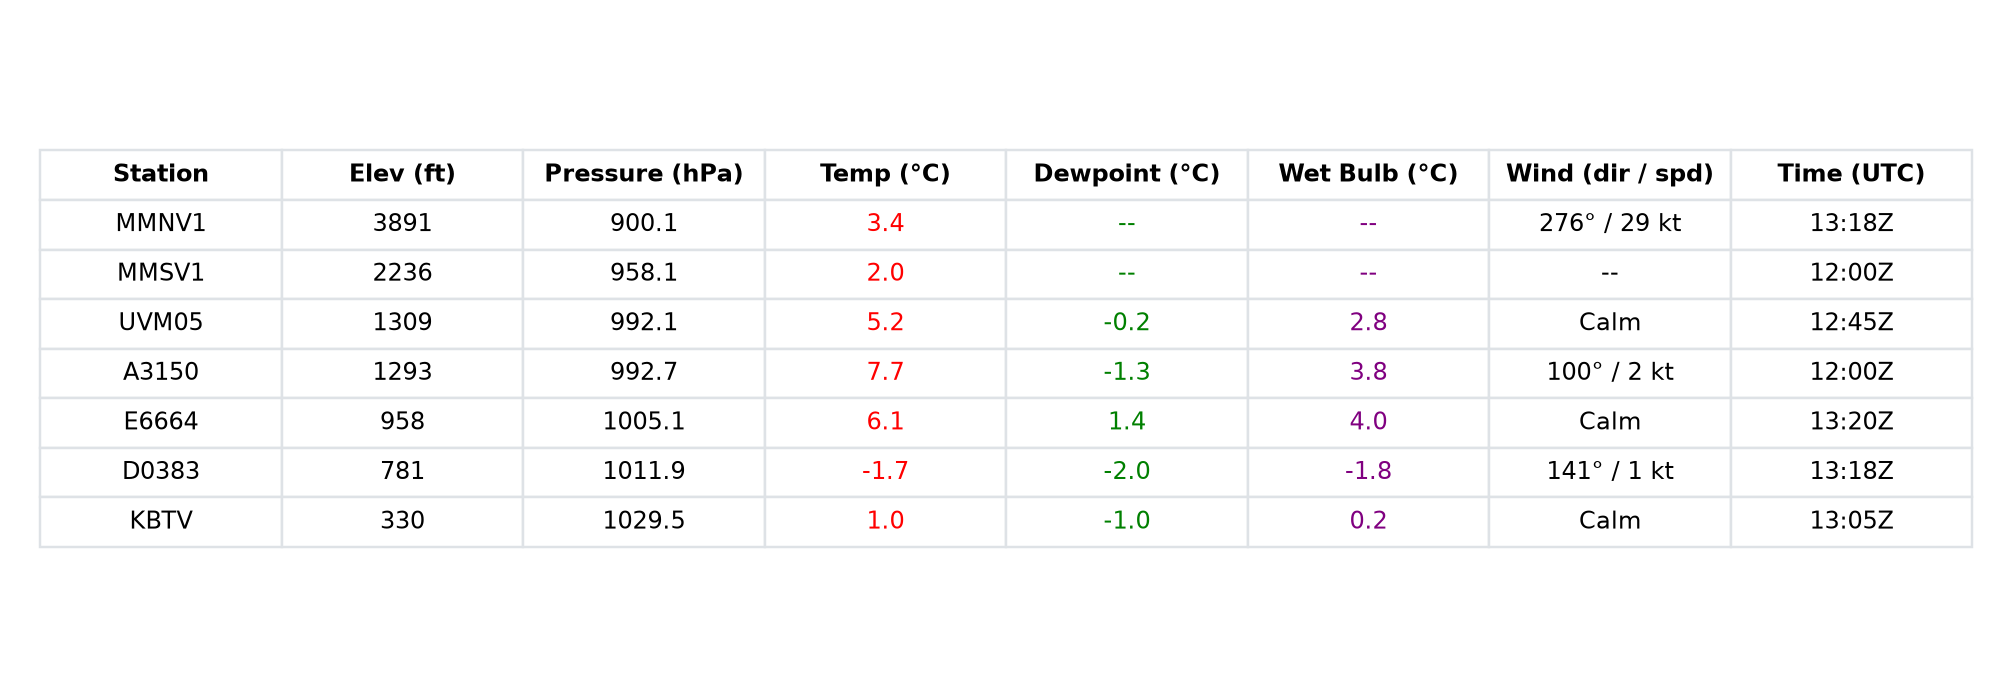 Station Elev (ft) Pressure (hPa) Temp (°C) Dewpoint (°C) Wet Bulb (°C) Wind (dir / spd) Time (UTC)
MMNV1 3891 900.1 3.4 -- -- 276° / 29 kt 13:18Z
MMSV1 2236 958.1 2.0 -- -- -- 12:00Z
UVM05 1309 992.1 5.2 -0.2 2.8 Calm 12:45Z
A3150 1293 992.7 7.7 -1.3 3.8 100° / 2 kt 12:00Z
E6664 958 1005.1 6.1 1.4 4.0 Calm 13:20Z
D0383 781 1011.9 -1.7 -2.0 -1.8 141° / 1 kt 13:18Z
KBTV 330 1029.5 1.0 -1.0 0.2 Calm 13:05Z